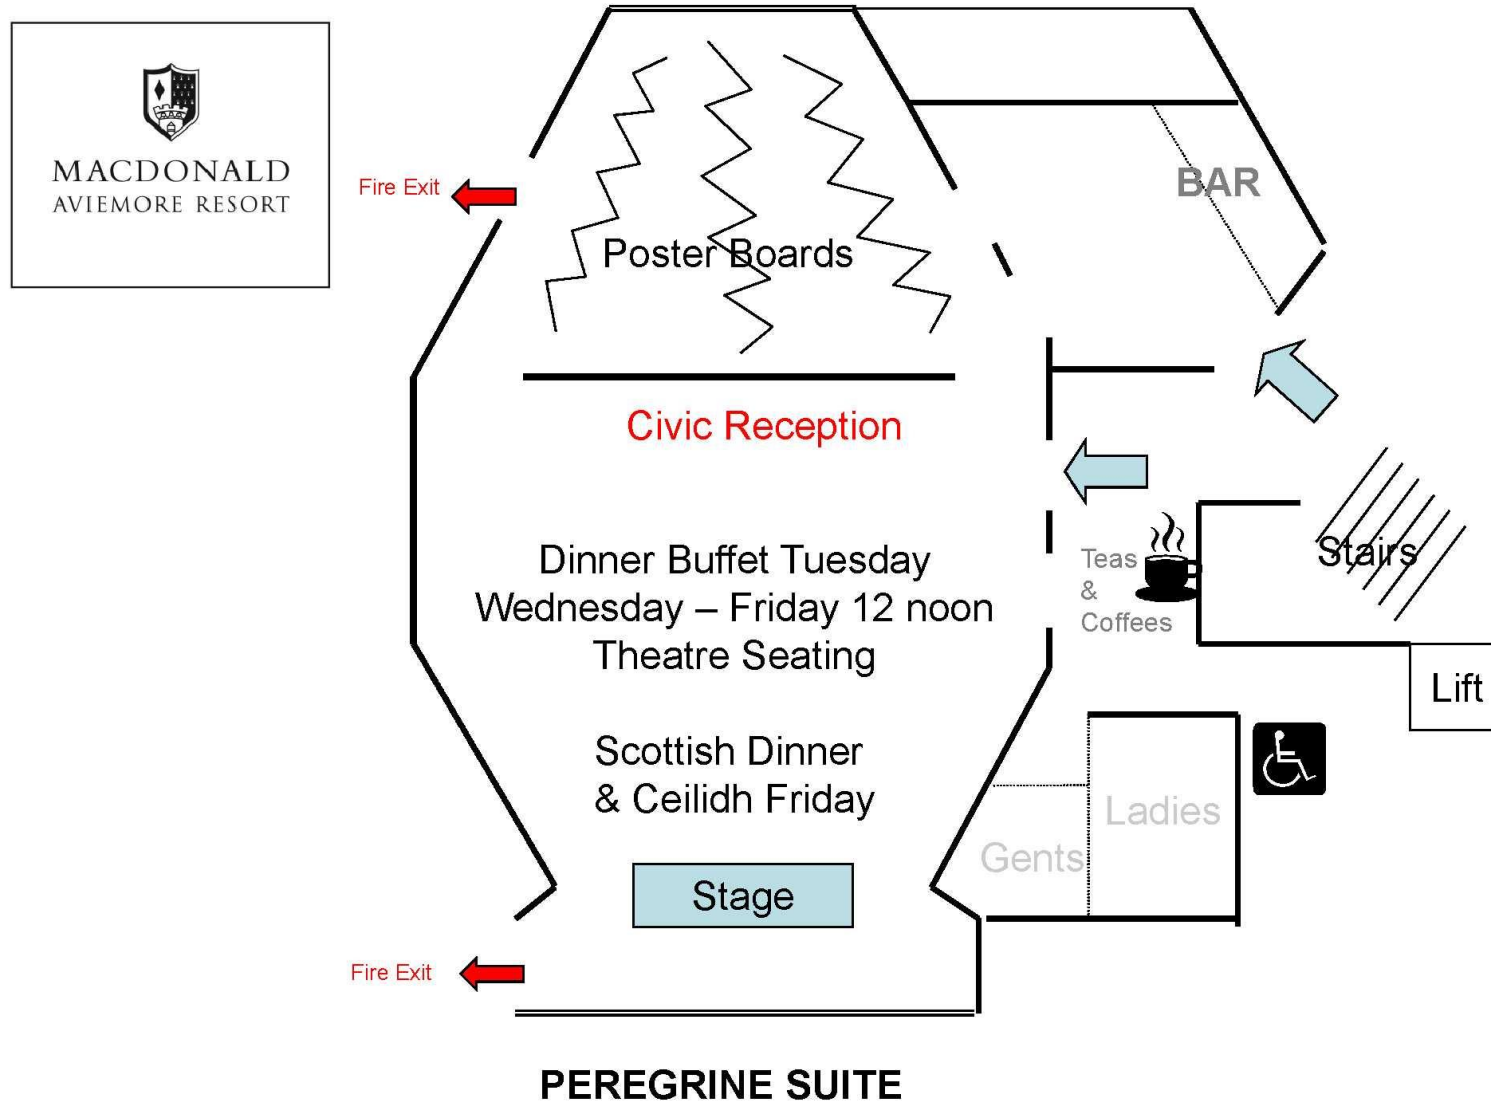 MACDONALD
AVIEMORE RESORT
Fire Exit
BAR
Poster Boards
Civic Reception
Dinner Buffet Tuesday
Wednesday – Friday 12 noon
Theatre Seating
Teas
&
Coffees
Stairs
Lift
Scottish Dinner
& Ceilidh Friday
Ladies
Gents
Stage
Fire Exit
PEREGRINE SUITE